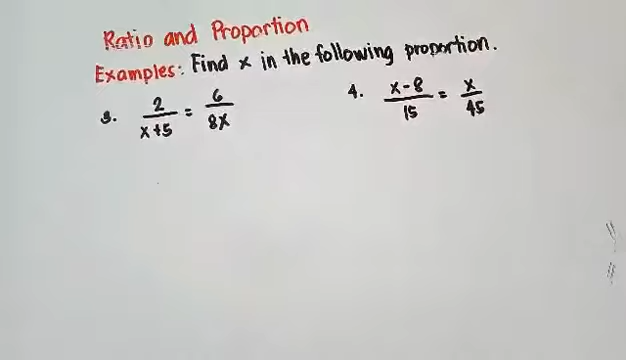 Ratio and Proportion
Examples: Find x in the following proportion.
3. 2/x+5 = 6/8x
4. x-8/15 = x/45